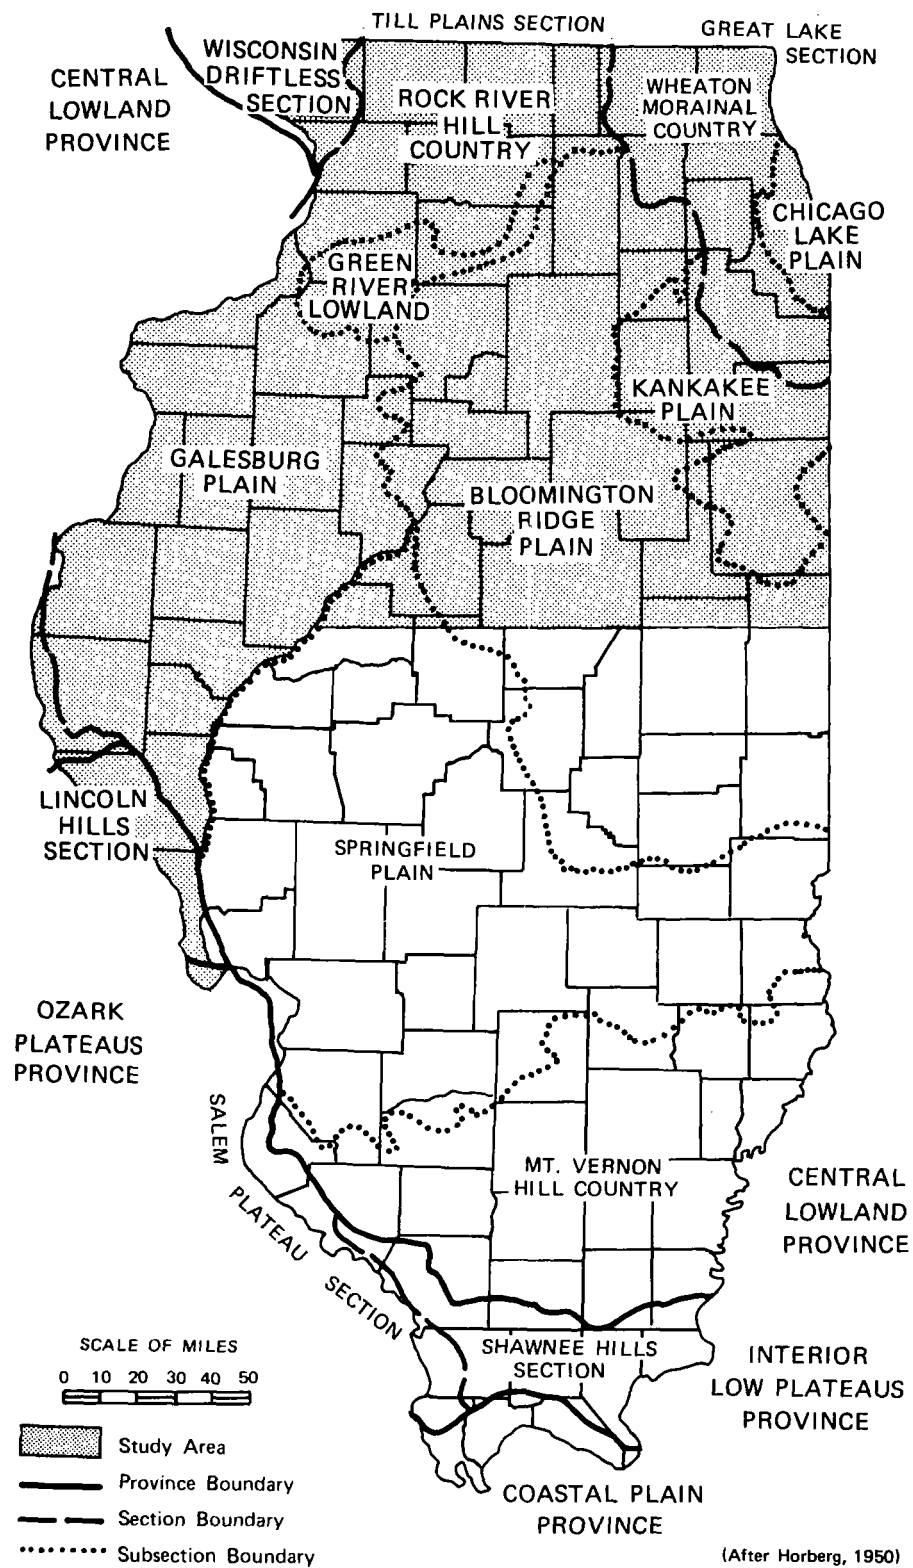 TILL PLAINS SECTION
GREAT LAKE
SECTION
WISCONSIN
DRIFTLESS
SECTION
CENTRAL
LOWLAND
PROVINCE
ROCK RIVER
HILL
COUNTRY
WHEATON
MORAINAL
COUNTRY
CHICAGO
LAKE
PLAIN
GREEN
RIVER
LOWLAND
KANKAKEE
PLAIN
GALESBURG
PLAIN
BLOOMINGTON
RIDGE
PLAIN
LINCOLN
HILLS
SECTION
SPRINGFIELD
PLAIN
OZARK
PLATEAUS
PROVINCE
SALEM
PLATEAU
SECTION
MT. VERNON
HILL COUNTRY
CENTRAL
LOWLAND
PROVINCE
SHAWNEE HILLS
SECTION
INTERIOR
LOW PLATEAUS
PROVINCE
COASTAL PLAIN
PROVINCE
SCALE OF MILES
0 10 20 30 40 50
Study Area
Province Boundary
Section Boundary
Subsection Boundary
(After Horberg, 1950)